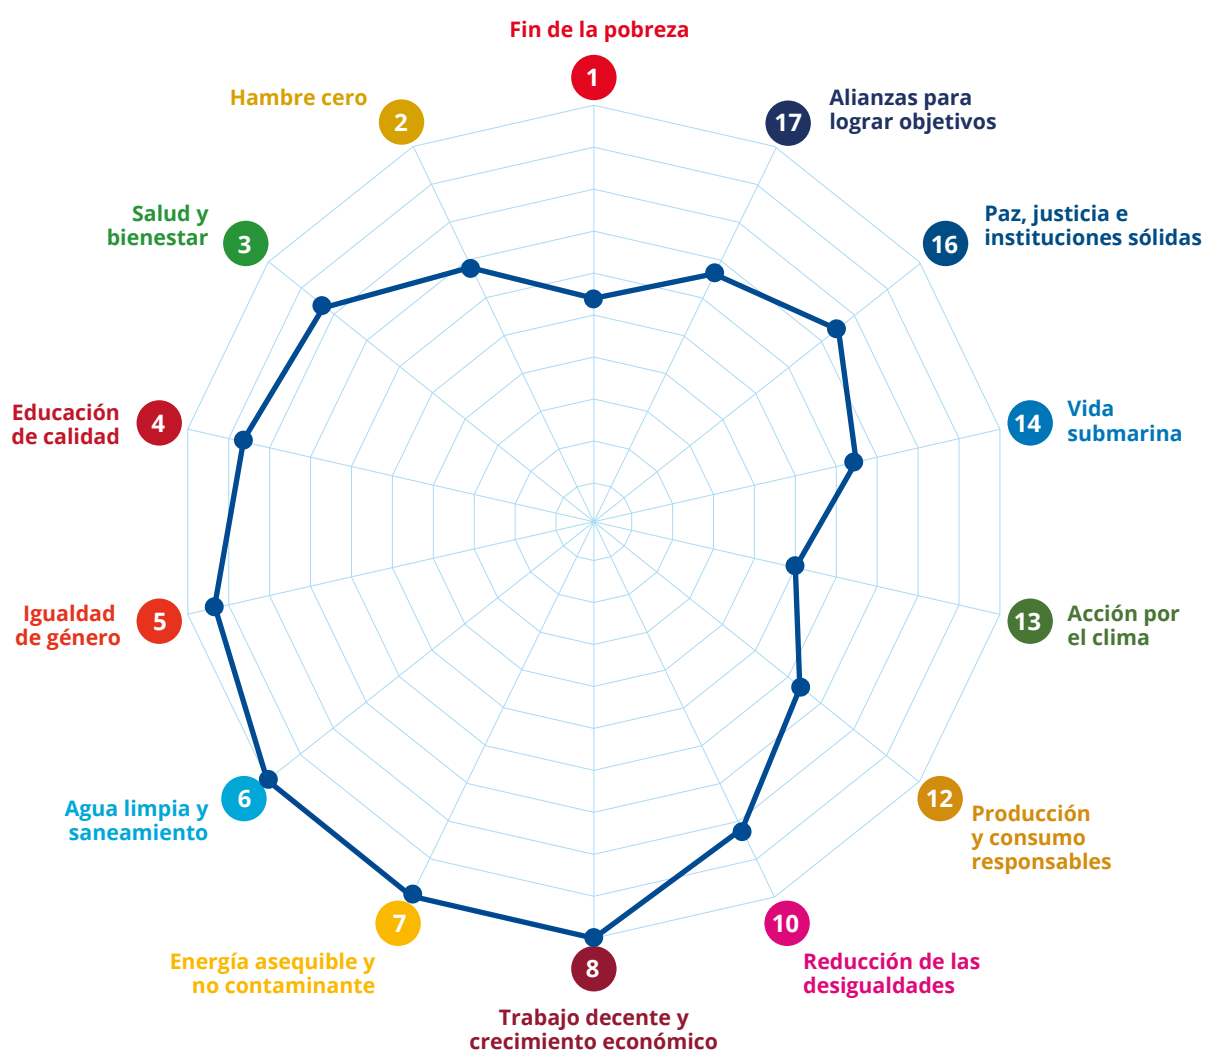 Fin de la pobreza
1
Hambre cero
2
Alianzas para
lograr objetivos
17
Salud y
bienestar
3
Paz, justicia e
instituciones sólidas
16
Educación
de calidad
4
Vida
submarina
14
Igualdad
de género
5
Acción por
el clima
13
Agua limpia y
saneamiento
6
Producción
y consumo
responsables
12
Energía asequible y
no contaminante
7
Reducción de las
desigualdades
10
8
Trabajo decente y
crecimiento económico